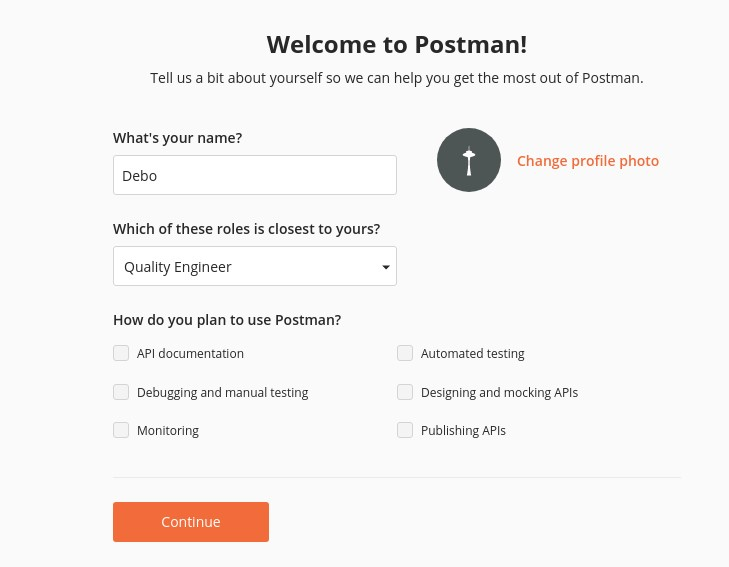 Welcome to Postman!
Tell us a bit about yourself so we can help you get the most out of Postman.
What's your name?
Debo
Change profile photo
Which of these roles is closest to yours?
Quality Engineer
How do you plan to use Postman?
API documentation
Automated testing
Debugging and manual testing
Designing and mocking APIs
Monitoring
Publishing APIs
Continue